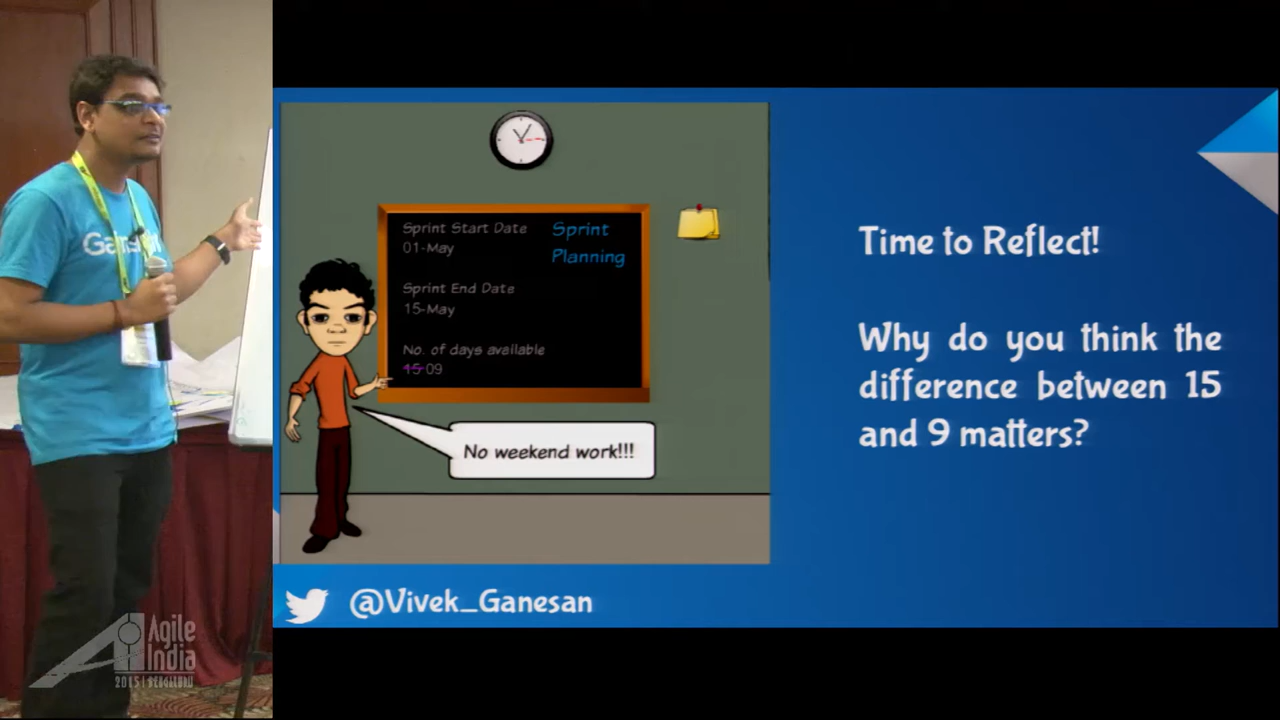 Sprint Start Date
01-May
Sprint
Planning
Sprint End Date
15-May
No. of days available
15 09
No weekend work!!!
Time to Reflect!
Why do you think the
difference between 15
and 9 matters?
@Vivek_Ganesan
Agile
India
2015 | BENGALURU